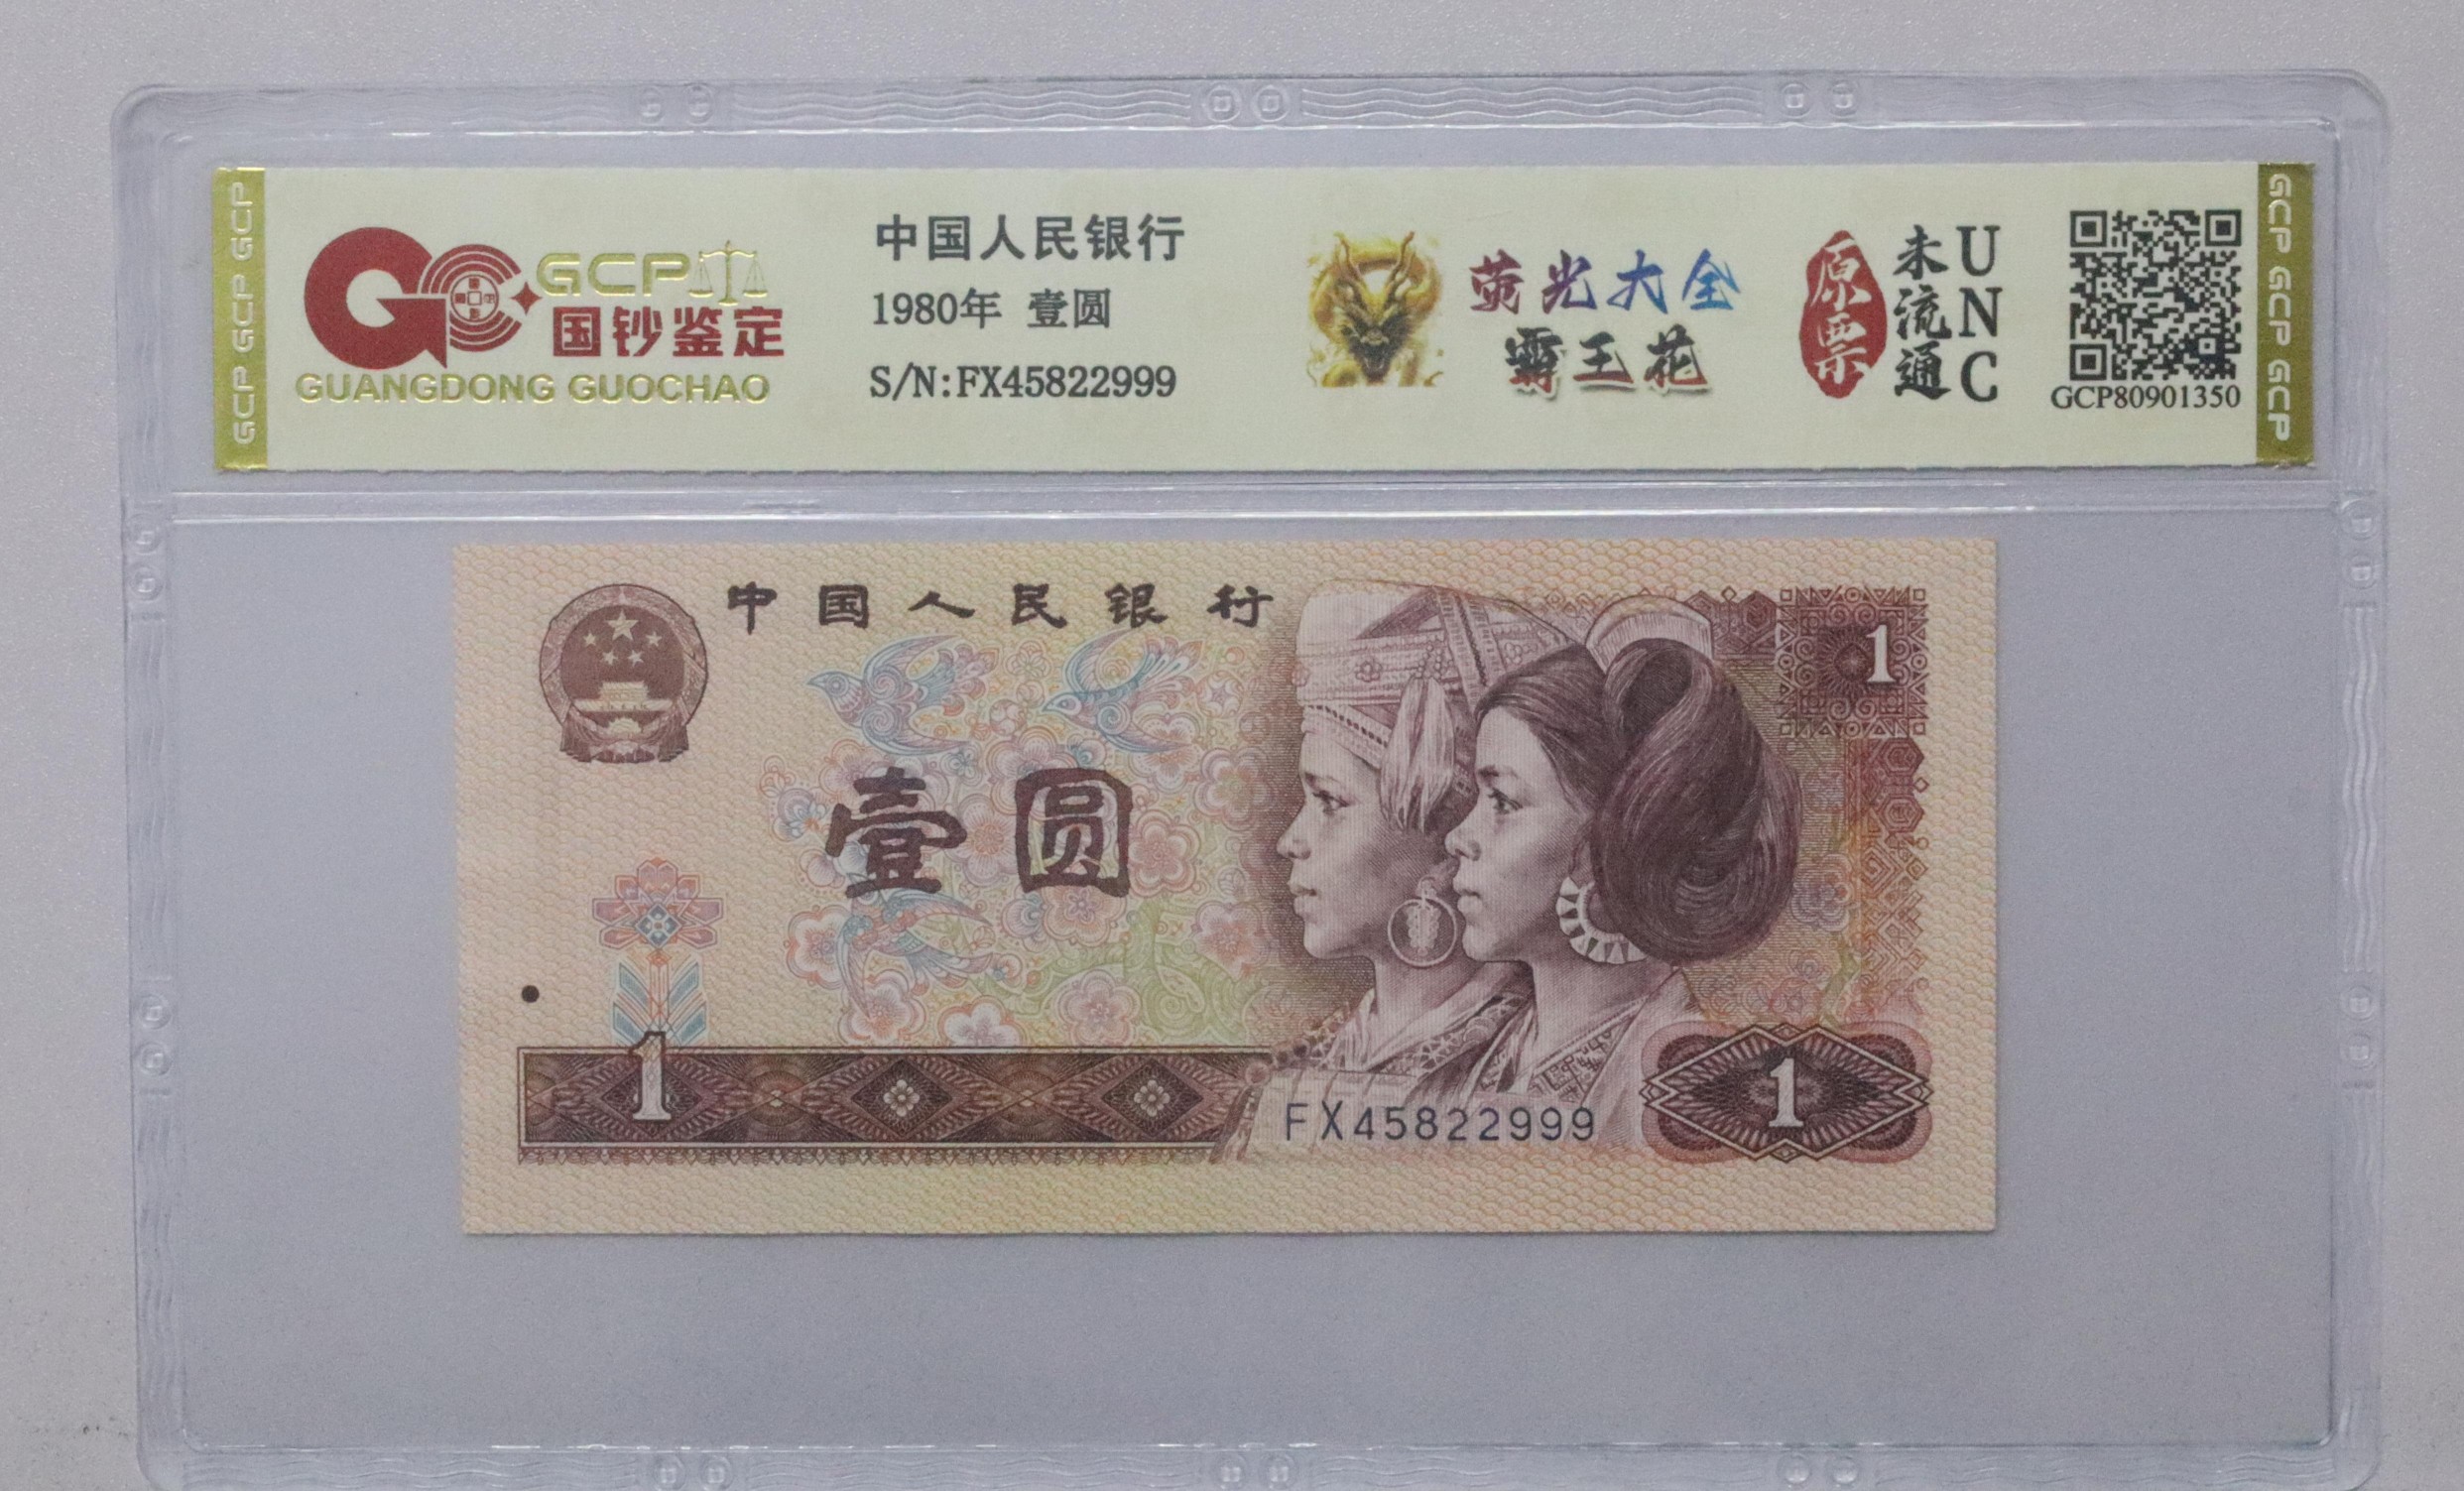 GCP GCP GCP
GCP
国钞鉴定
GUANGDONG GUOCHAO
中国人民银行
1980年 壹圆
S/N:FX45822999
荧光大全
霸王花
原票
未流通
UNC
GCP80901350
GCP GCP GCP
中国人民银行
1
壹圆
1
FX45822999
1